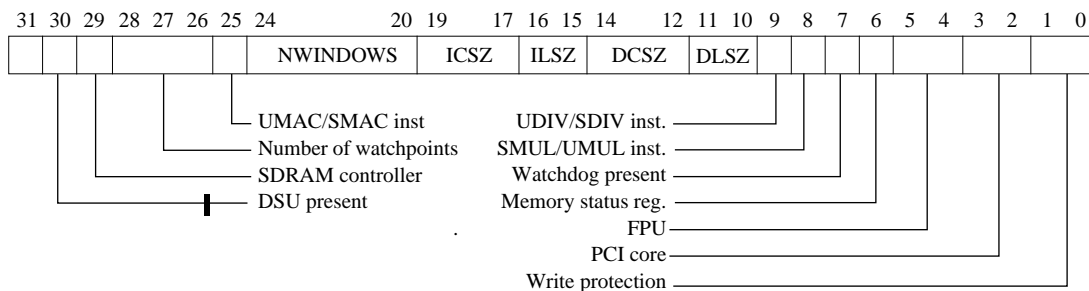 31 30 29 28 26 25 24 20 19 17 16 15 14 12 11 10 9 8 7 6 5 4 3 2 1 0
NWINDOWS ICSZ ILSZ DCSZ DLSZ
UMAC/SMAC inst UDIV/SDIV inst.
Number of watchpoints SMUL/UMUL inst.
SDRAM controller Watchdog present
DSU present Memory status reg.
. FPU
PCI core
Write protection